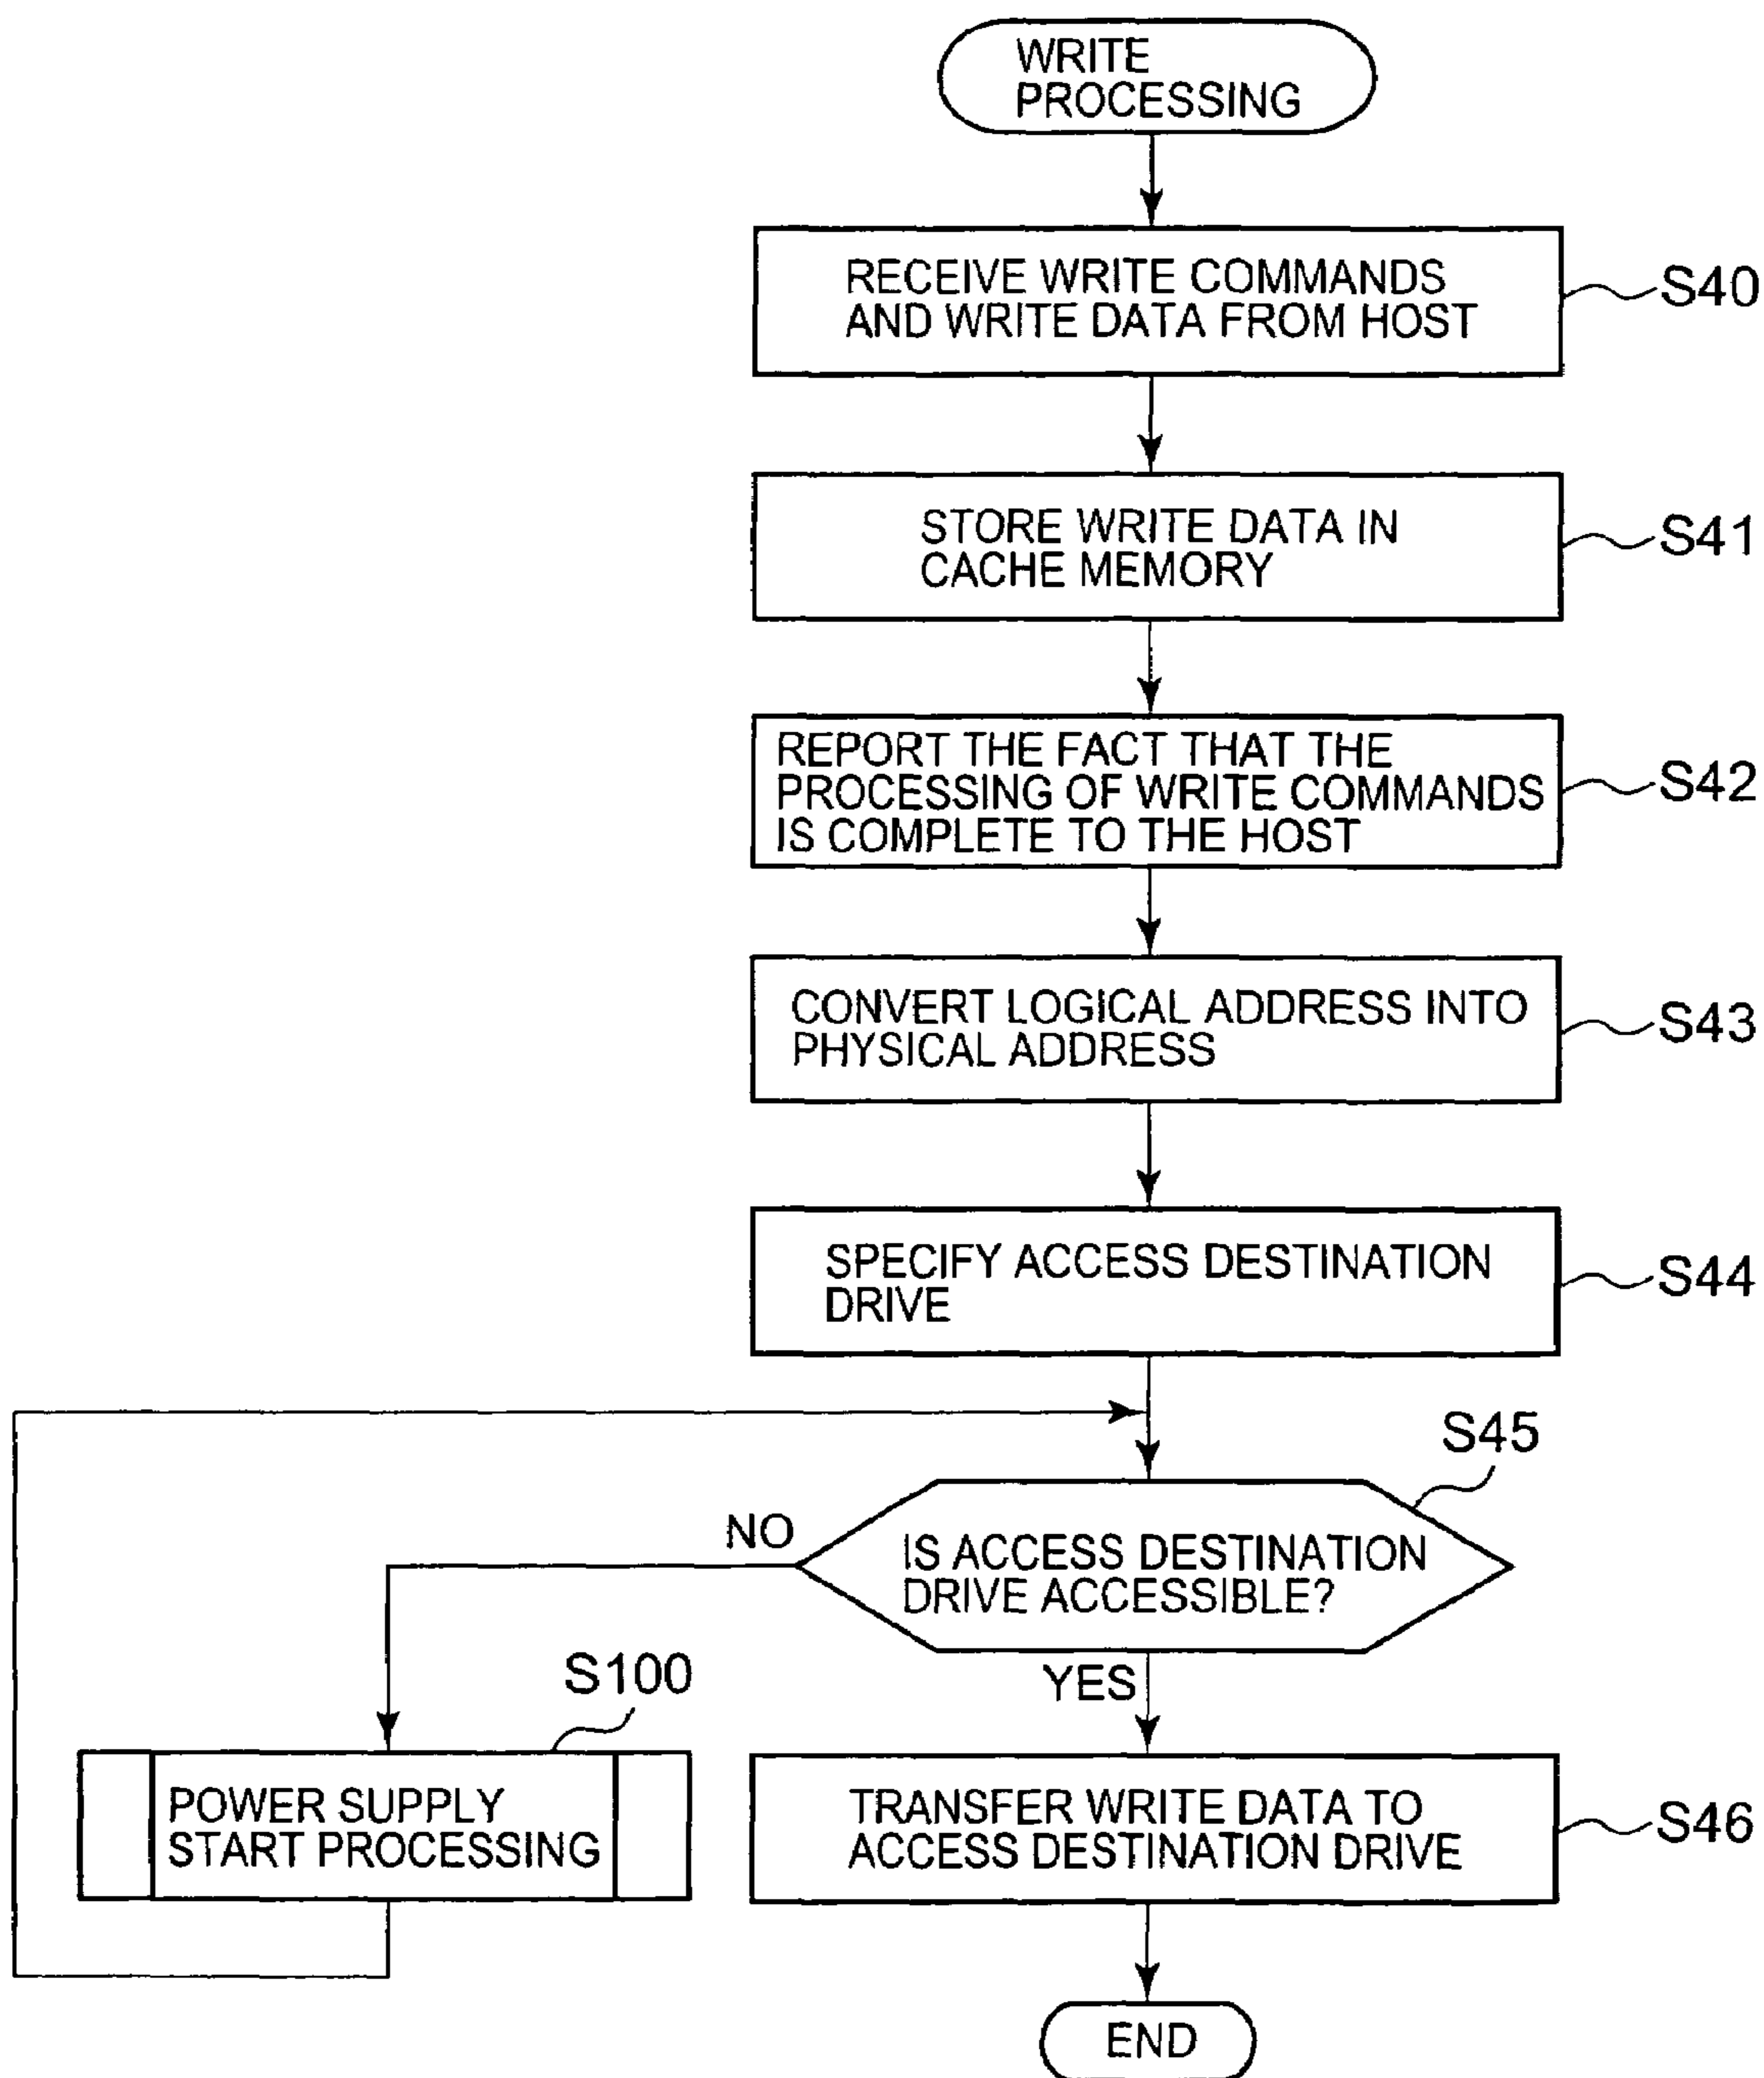 WRITE
PROCESSING
RECEIVE WRITE COMMANDS
AND WRITE DATA FROM HOST
S40
STORE WRITE DATA IN
CACHE MEMORY
S41
REPORT THE FACT THAT THE
PROCESSING OF WRITE COMMANDS
IS COMPLETE TO THE HOST
S42
CONVERT LOGICAL ADDRESS INTO
PHYSICAL ADDRESS
S43
SPECIFY ACCESS DESTINATION
DRIVE
S44
S45
NO
IS ACCESS DESTINATION
DRIVE ACCESSIBLE?
YES
S100
POWER SUPPLY
START PROCESSING
TRANSFER WRITE DATA TO
ACCESS DESTINATION DRIVE
S46
END